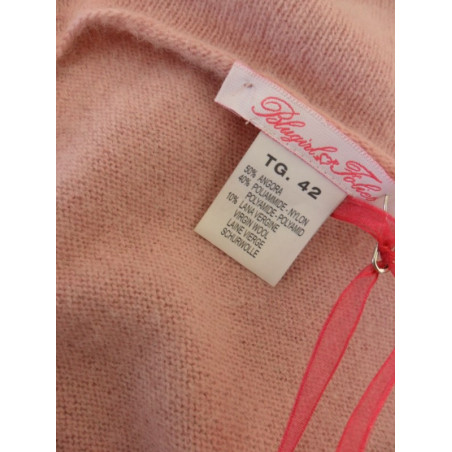 Blugirl Folies
TG. 42
50% ANGORA
40% POLIAMMIDE-NYLON
POLYAMIDE-POLYAMID
10% LANA VERGINE
VIRGIN WOOL
LAINE VIERGE
SCHURWOLLE